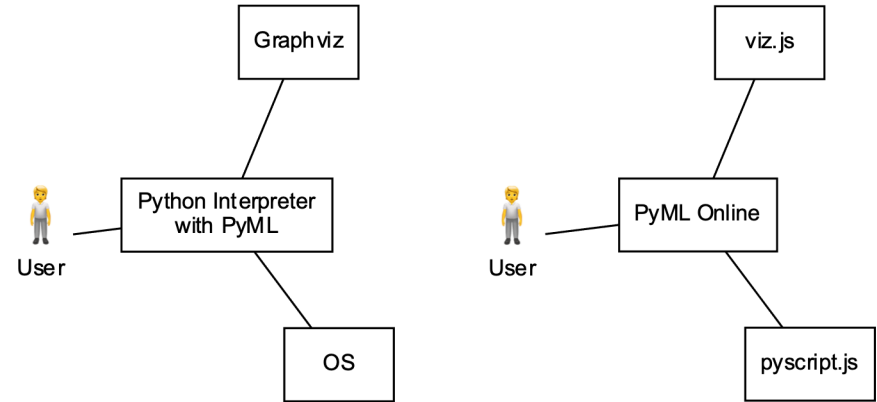 Graphviz
Python Interpreter
with PyML
User
OS
viz.js
PyML Online
User
pyscript.js